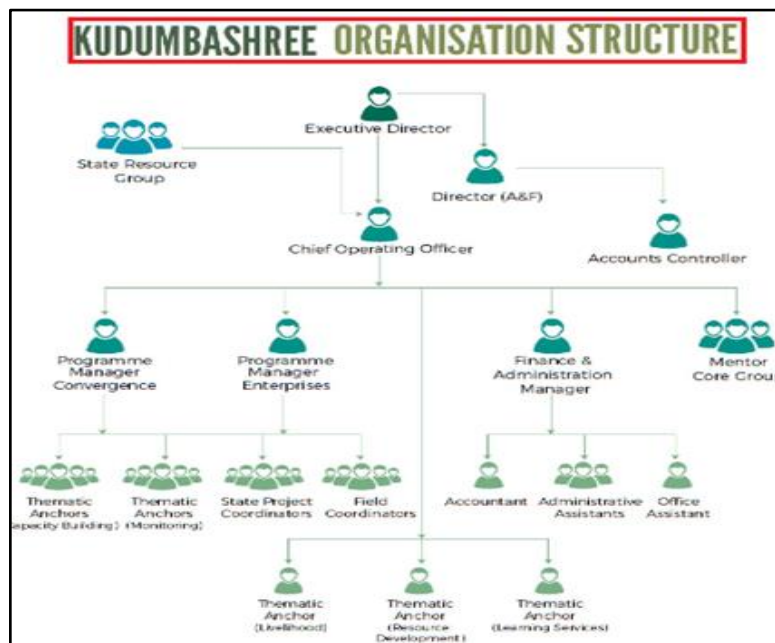 KUDUMBASHREE ORGANISATION STRUCTURE
Executive Director
State Resource
Group
Director (A&F)
Chief Operating Officer
Accounts Controller
Programme
Manager
Convergence
Programme
Manager
Enterprises
Finance &
Administration
Manager
Mentor
Core Group
Thematic
Anchors
(Capacity Building)
Thematic
Anchors
(Monitoring)
State Project
Coordinators
Field
Coordinators
Accountant
Administrative
Assistants
Office
Assistant
Thematic
Anchor
(Livelihood)
Thematic
Anchor
(Resource
Development)
Thematic
Anchor
(Learning Services)